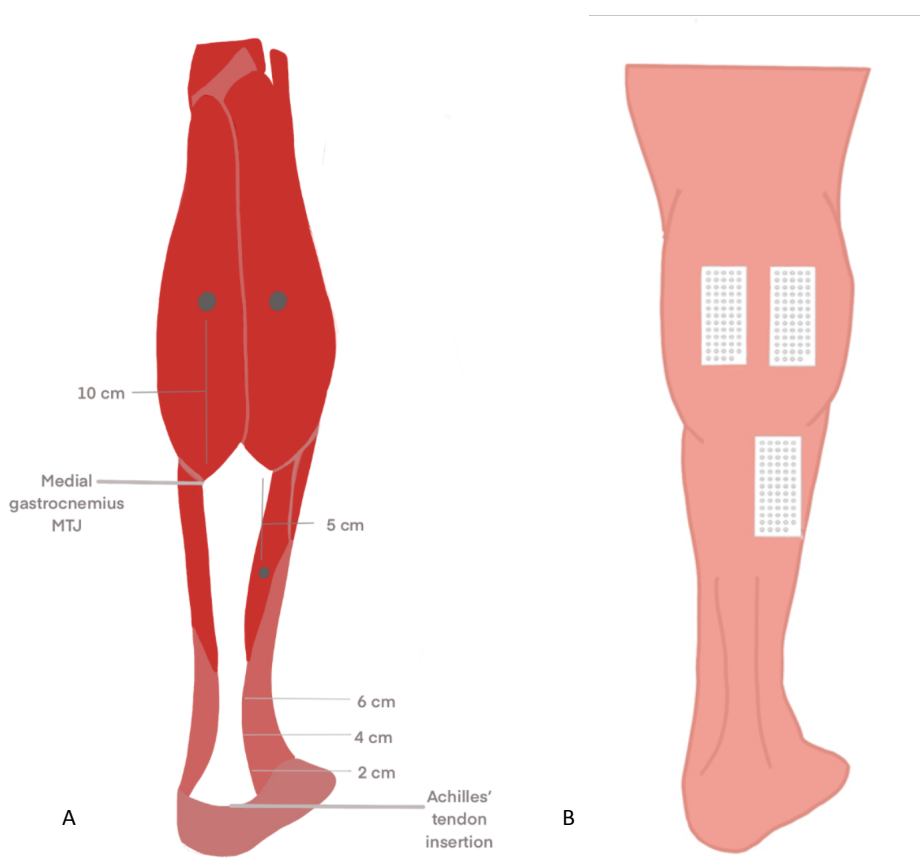 10 cm
Medial
gastrocnemius
MTJ
5 cm
6 cm
4 cm
2 cm
Achilles’
tendon
insertion
A
B